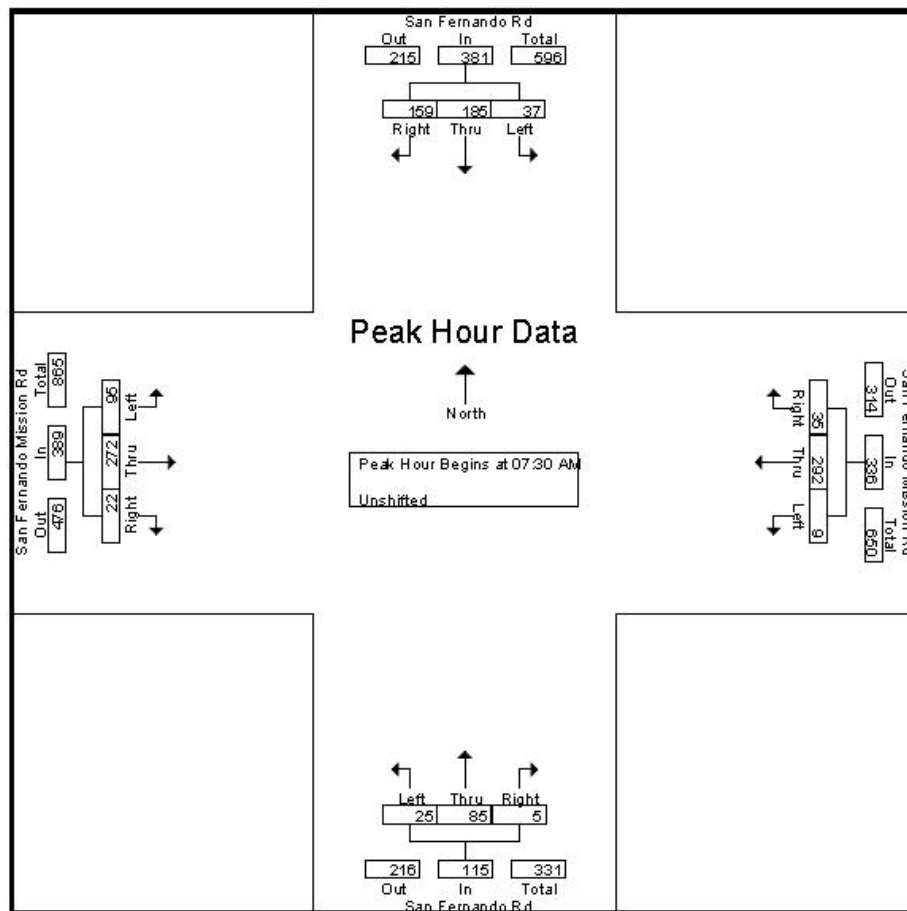 San Fernando Rd
Out In Total
215 381 596
159 185 37
Right Thru Left
Peak Hour Data
North
Peak Hour Begins at 07:30 AM
Unshifted
San Fernando Mission Rd
Total In Out
865 389 476
95 272 22
Left Thru Right
Right Thru Left
35 292 9
314 336 650
Out In Total
Left Thru Right
25 85 5
216 115 331
Out In Total
San Fernando Rd